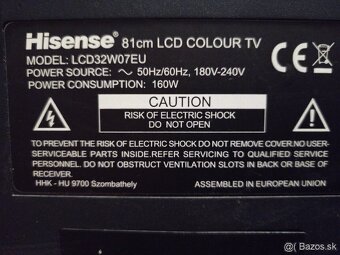 Hisense® 81cm LCD COLOUR TV
MODEL: LCD32W07EU
POWER SOURCE: ~ 50Hz/60Hz, 180V-240V
POWER CONSUMPTION: 160W
CE
CAUTION
RISK OF ELECTRIC SHOCK
DO NOT OPEN
TO PREVENT THE RISK OF ELECTRIC SHOCK DO NOT REMOVE COVER.NO USER-
SERVICEABLE PARTS INSIDE.REFER SERVICING TO QUALIFIED SERVICE
PERSONNEL. DO NOT OBSTRUCT VENTILATION SLOTS IN BACK COVER OR
RECEIVER.
HHK - HU 9700 Szombathely
ASSEMBLED IN EUROPEAN UNION
Bazos.sk